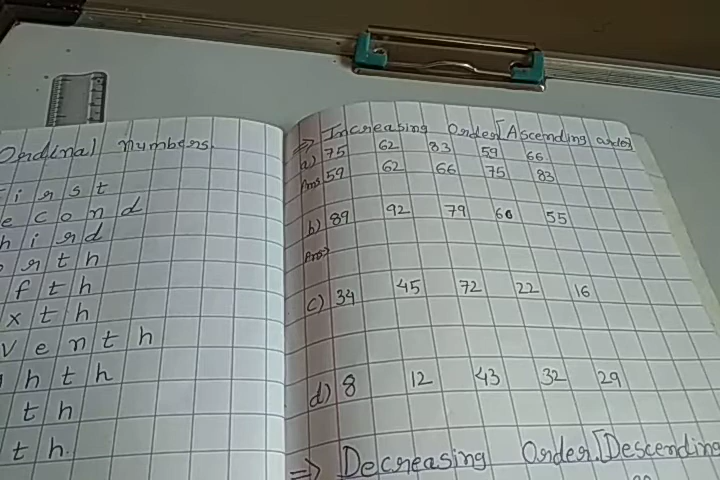 Ordinal numbers
irst
econd
hird
rth
fth
xth
venth
hth
th
th.
⇒ Increasing Order [Ascending order
a) 75 62 83 59 66
Ans 59 62 66 75 83
b) 89 92 79 60 55
Ans→
c) 34 45 72 22 16
d) 8 12 43 32 29
⇒ Decreasing Order. [Descending